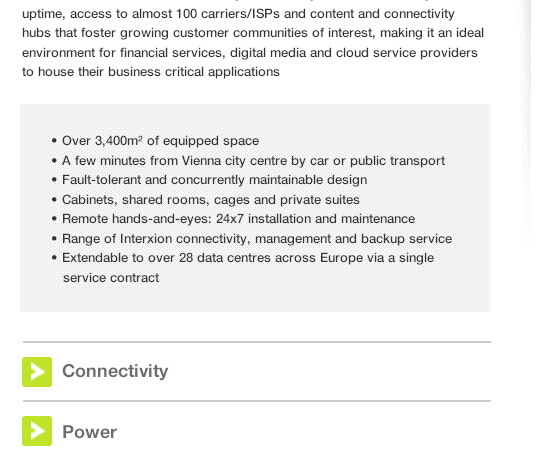 uptime, access to almost 100 carriers/ISPs and content and connectivity
hubs that foster growing customer communities of interest, making it an ideal
environment for financial services, digital media and cloud service providers
to house their business critical applications
• Over 3,400m² of equipped space
• A few minutes from Vienna city centre by car or public transport
• Fault-tolerant and concurrently maintainable design
• Cabinets, shared rooms, cages and private suites
• Remote hands-and-eyes: 24x7 installation and maintenance
• Range of Interxion connectivity, management and backup service
• Extendable to over 28 data centres across Europe via a single
service contract
Connectivity
Power